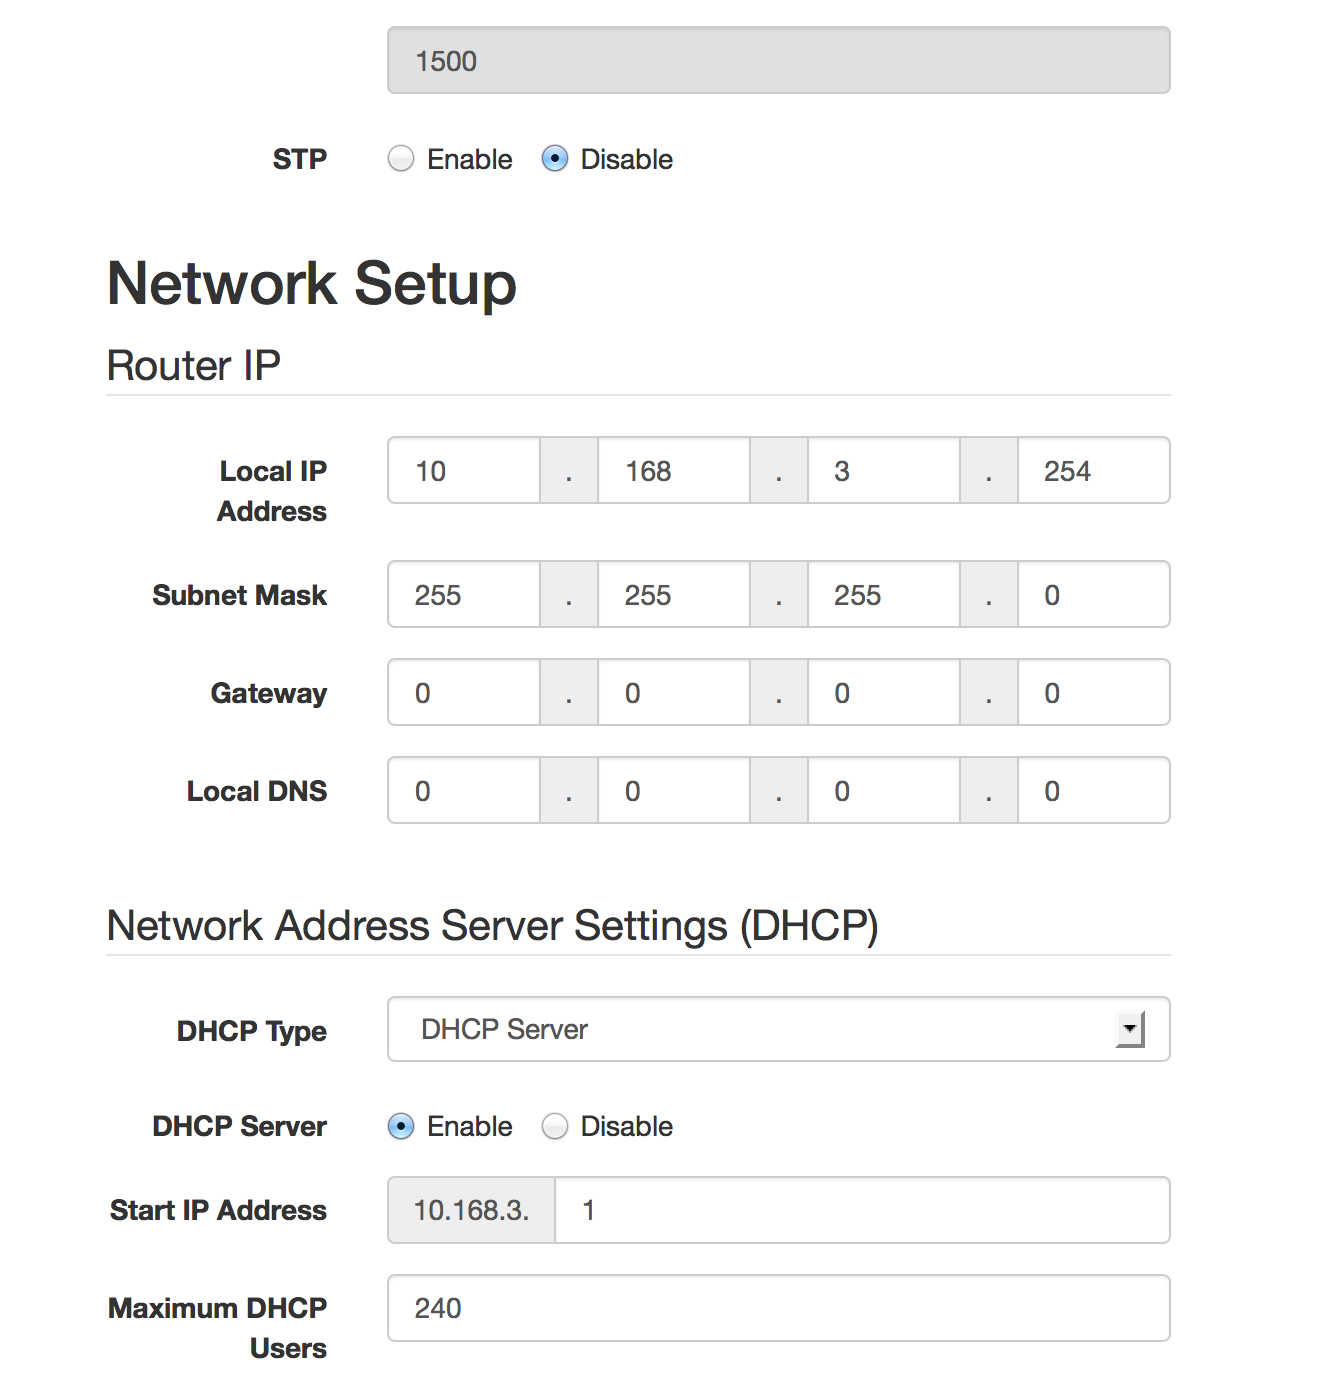 1500
STP Enable Disable
Network Setup
Router IP
Local IP Address 10 . 168 . 3 . 254
Subnet Mask 255 . 255 . 255 . 0
Gateway 0 . 0 . 0 . 0
Local DNS 0 . 0 . 0 . 0
Network Address Server Settings (DHCP)
DHCP Type DHCP Server
DHCP Server Enable Disable
Start IP Address 10.168.3. 1
Maximum DHCP Users 240